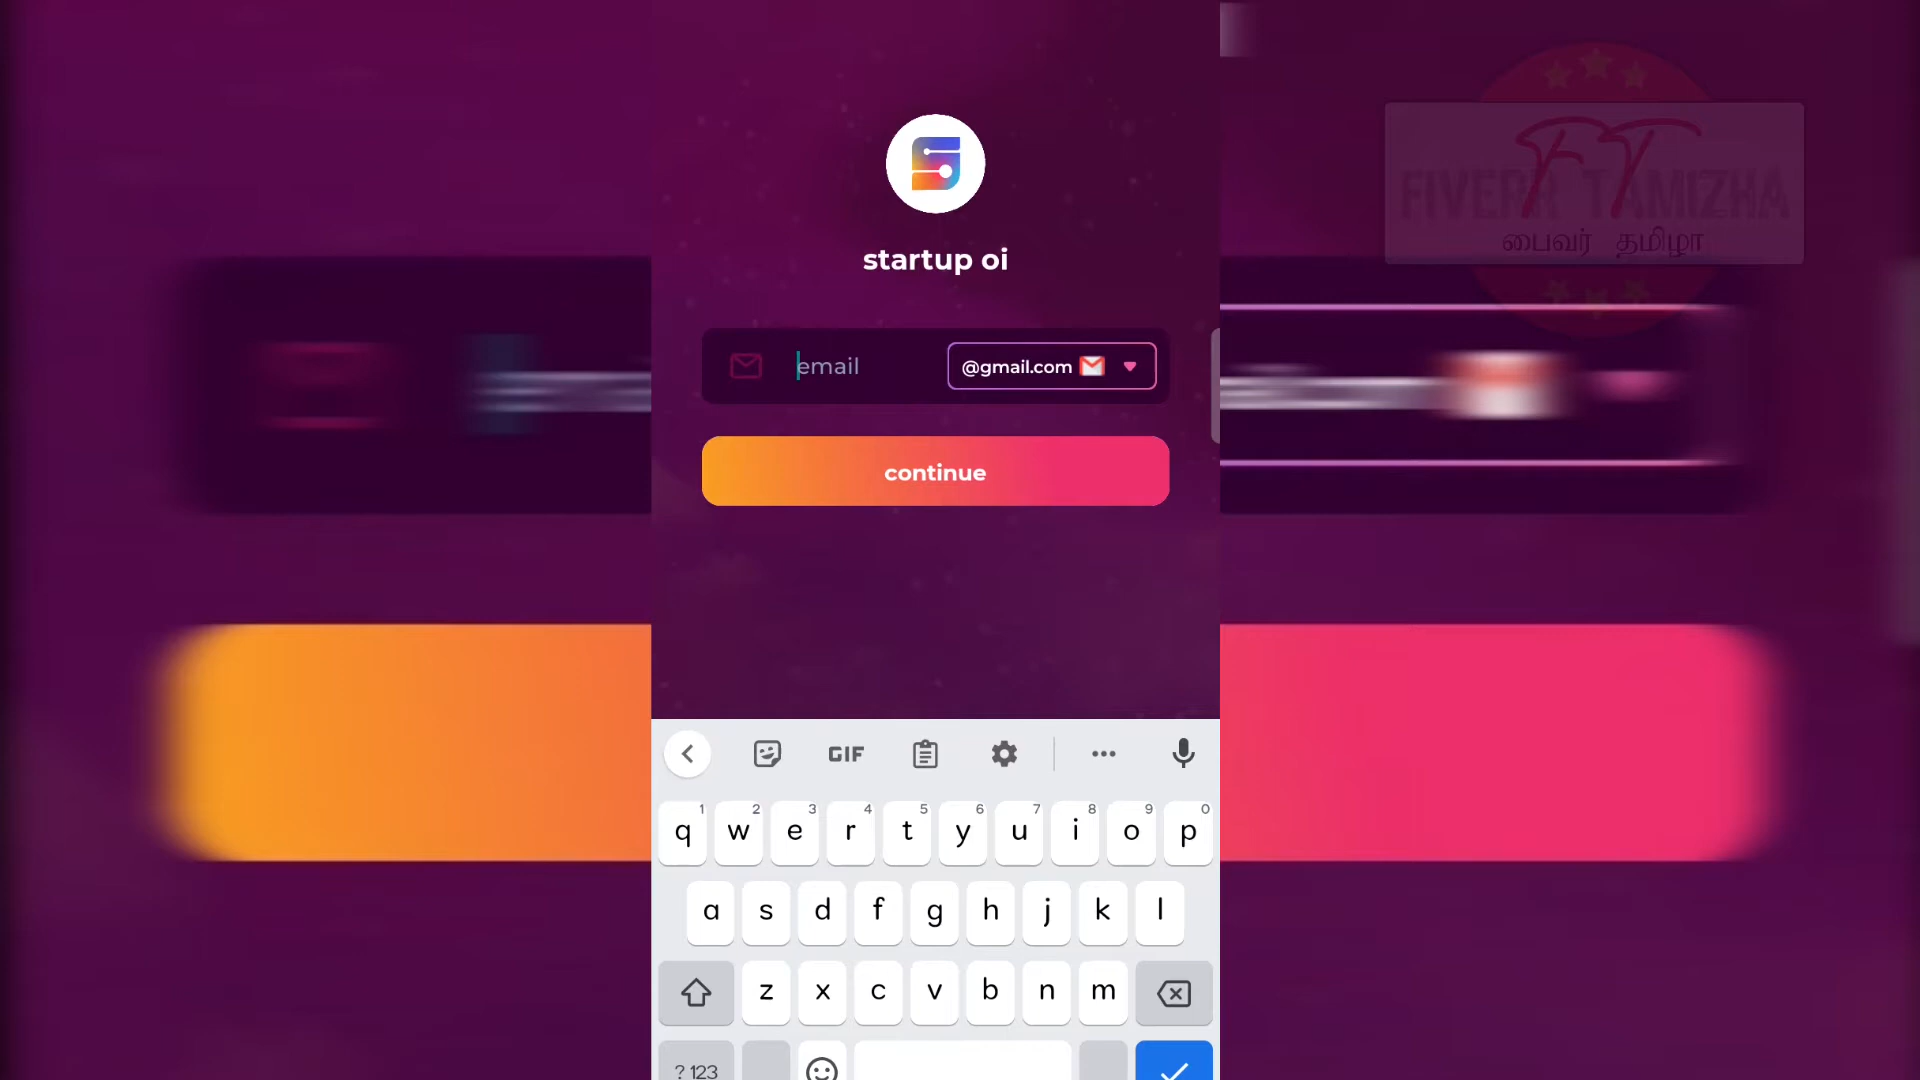 startup oi
email
@gmail.com
continue
FT
FIVERR TAMIZHA
பைவர் தமிழா
GIF
1 2 3 4 5 6 7 8 9 0
q w e r t y u i o p
a s d f g h j k l
z x c v b n m
?123